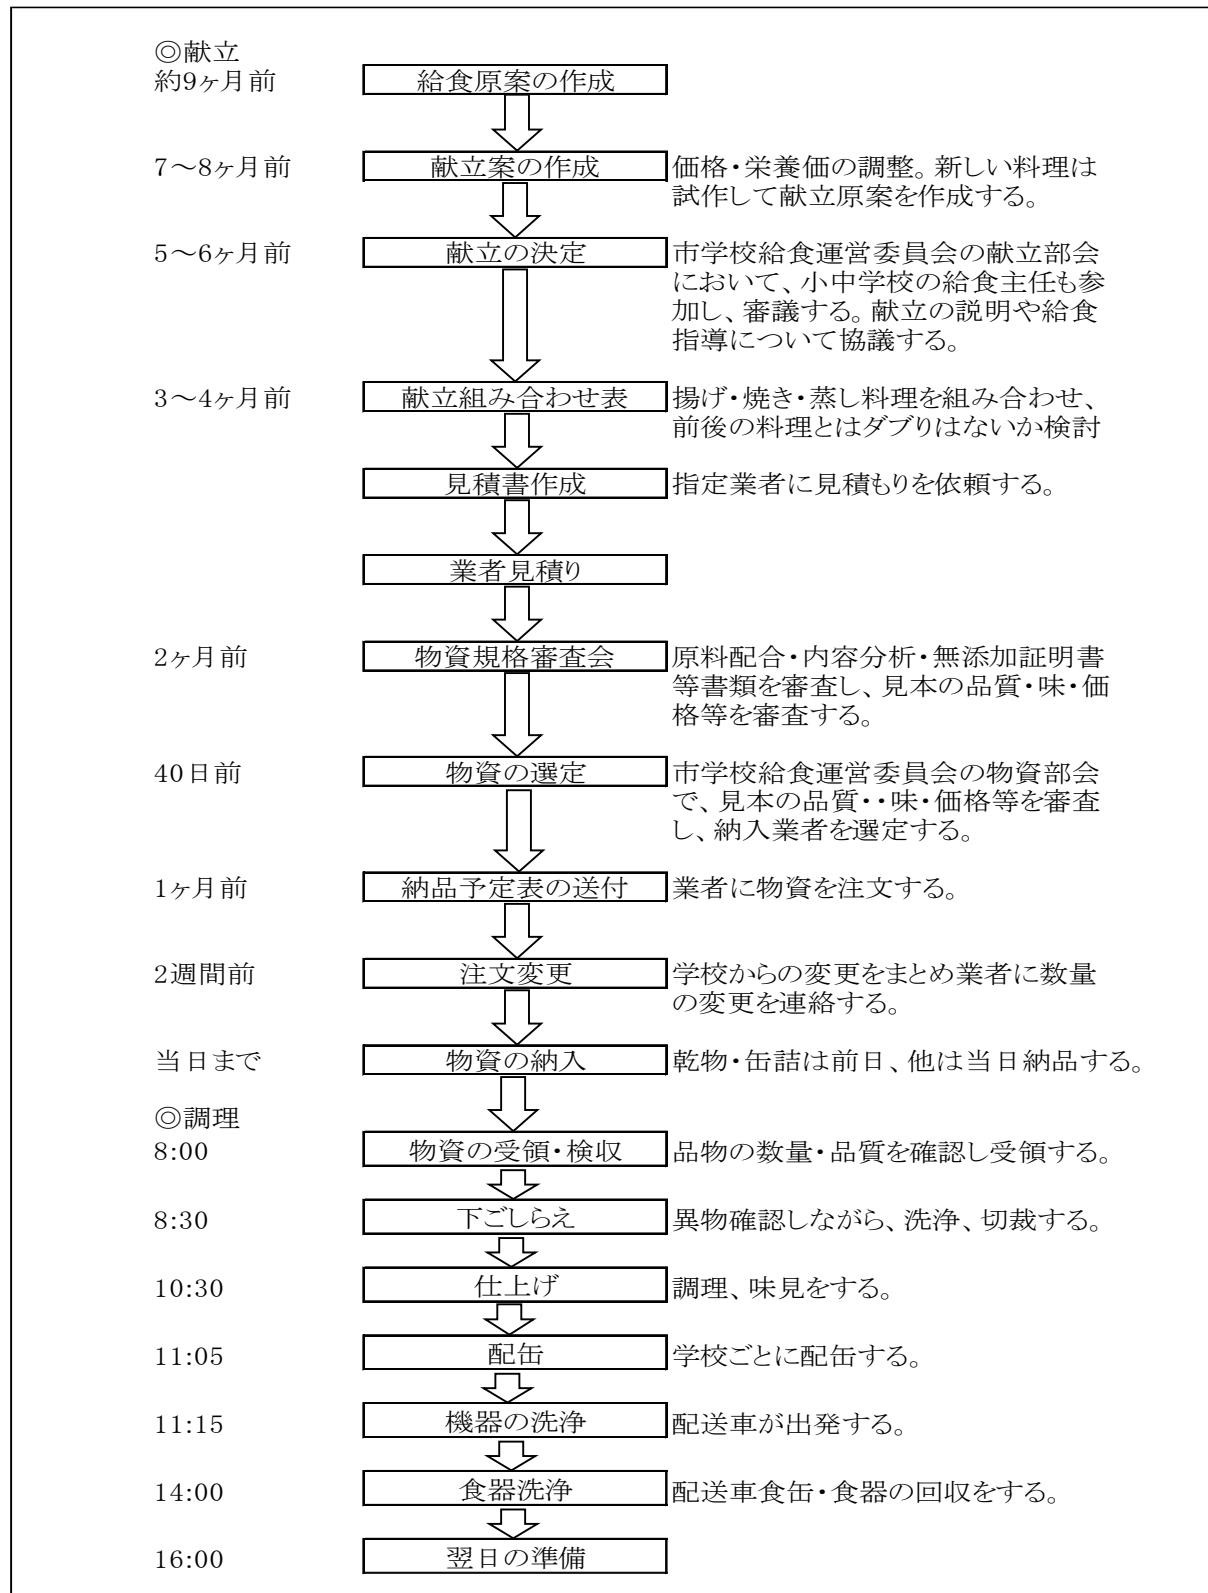 ◎献立
約9ヶ月前 給食原案の作成
7～8ヶ月前 献立案の作成 価格・栄養価の調整。新しい料理は
試作して献立原案を作成する。
5～6ヶ月前 献立の決定 市学校給食運営委員会の献立部会
において、小中学校の給食主任も参
加し、審議する。献立の説明や給食
指導について協議する。
3～4ヶ月前 献立組み合わせ表 揚げ・焼き・蒸し料理を組み合わせ、
前後の料理とはダブりはないか検討
見積書作成 指定業者に見積もりを依頼する。
業者見積り
2ヶ月前 物資規格審査会 原料配合・内容分析・無添加証明書
等書類を審査し、見本の品質・味・価
格等を審査する。
40日前 物資の選定 市学校給食運営委員会の物資部会
で、見本の品質・・味・価格等を審査
し、納入業者を選定する。
1ヶ月前 納品予定表の送付 業者に物資を注文する。
2週間前 注文変更 学校からの変更をまとめ業者に数量
の変更を連絡する。
当日まで 物資の納入 乾物・缶詰は前日、他は当日納品する。
◎調理
8:00 物資の受領・検収 品物の数量・品質を確認し受領する。
8:30 下ごしらえ 異物確認しながら、洗浄、切裁する。
10:30 仕上げ 調理、味見をする。
11:05 配缶 学校ごとに配缶する。
11:15 機器の洗浄 配送車が出発する。
14:00 食器洗浄 配送車食缶・食器の回収をする。
16:00 翌日の準備